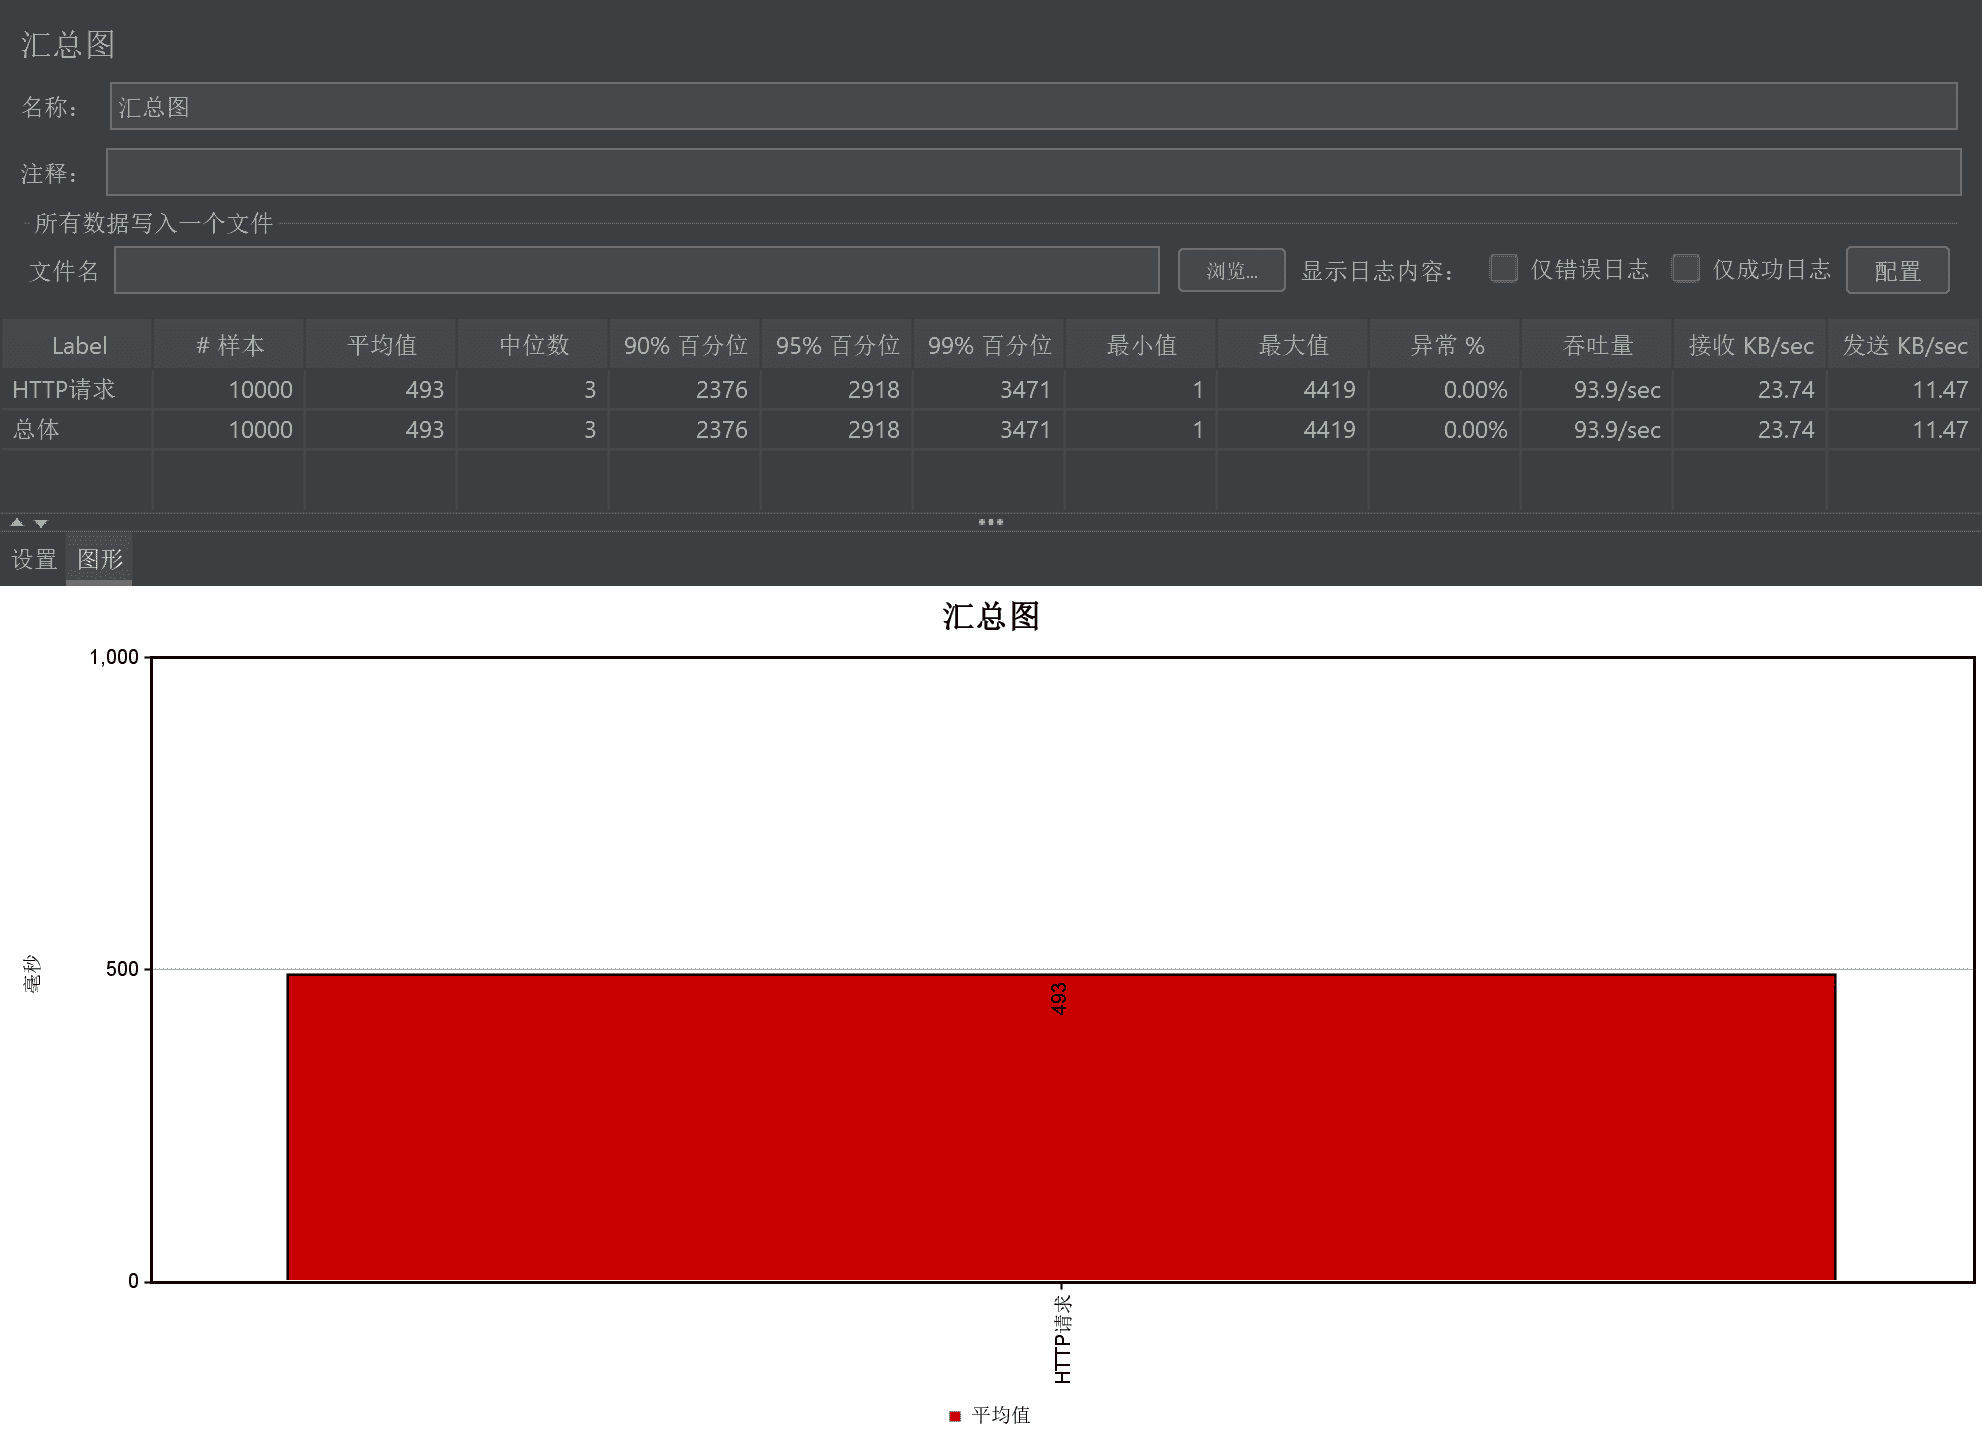 汇总图
名称： 汇总图
注释：
所有数据写入一个文件
文件名 浏览... 显示日志内容： 仅错误日志 仅成功日志 配置
Label # 样本 平均值 中位数 90% 百分位 95% 百分位 99% 百分位 最小值 最大值 异常 % 吞吐量 接收 KB/sec 发送 KB/sec
HTTP请求 10000 493 3 2376 2918 3471 1 4419 0.00% 93.9/sec 23.74 11.47
总体 10000 493 3 2376 2918 3471 1 4419 0.00% 93.9/sec 23.74 11.47
设置 图形
汇总图
1,000
500
0
毫秒
493
HTTP请求
平均值